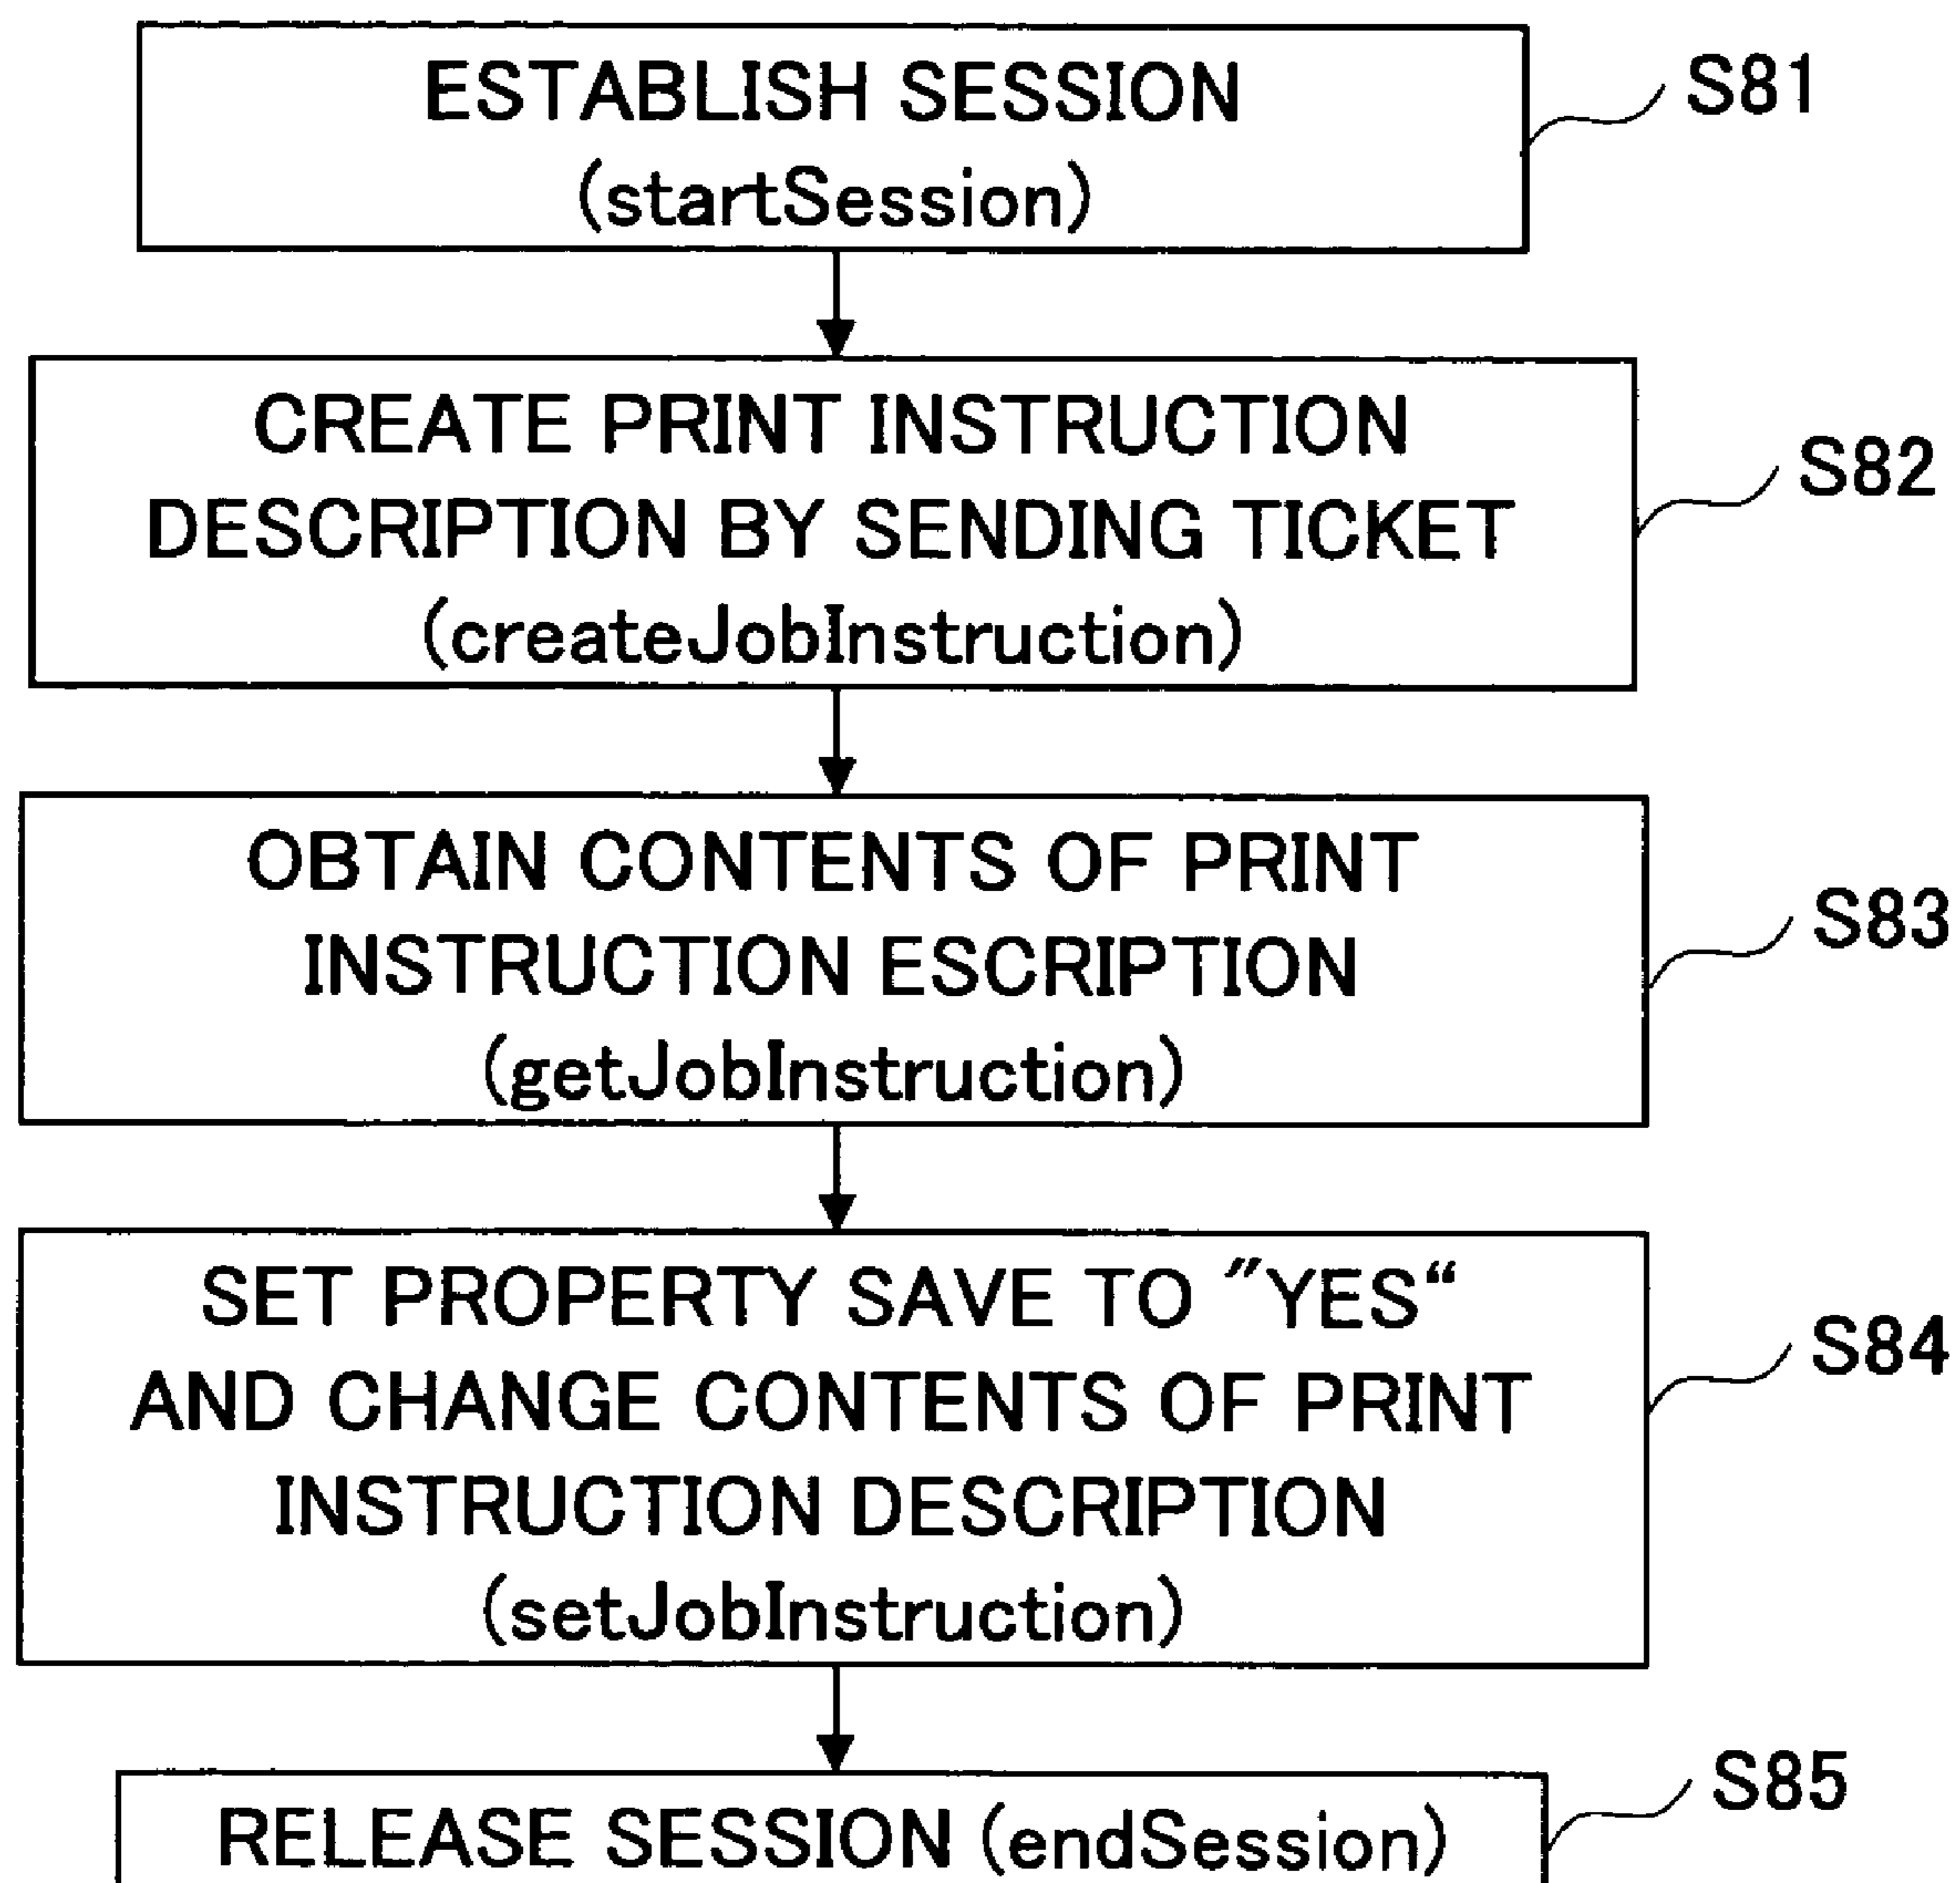 ESTABLISH SESSION
(startSession)
S81
CREATE PRINT INSTRUCTION
DESCRIPTION BY SENDING TICKET
(createJobInstruction)
S82
OBTAIN CONTENTS OF PRINT
INSTRUCTION ESCRIPTION
(getJobInstruction)
S83
SET PROPERTY SAVE TO ″YES“
AND CHANGE CONTENTS OF PRINT
INSTRUCTION DESCRIPTION
(setJobInstruction)
S84
RELEASE SESSION (endSession)
S85